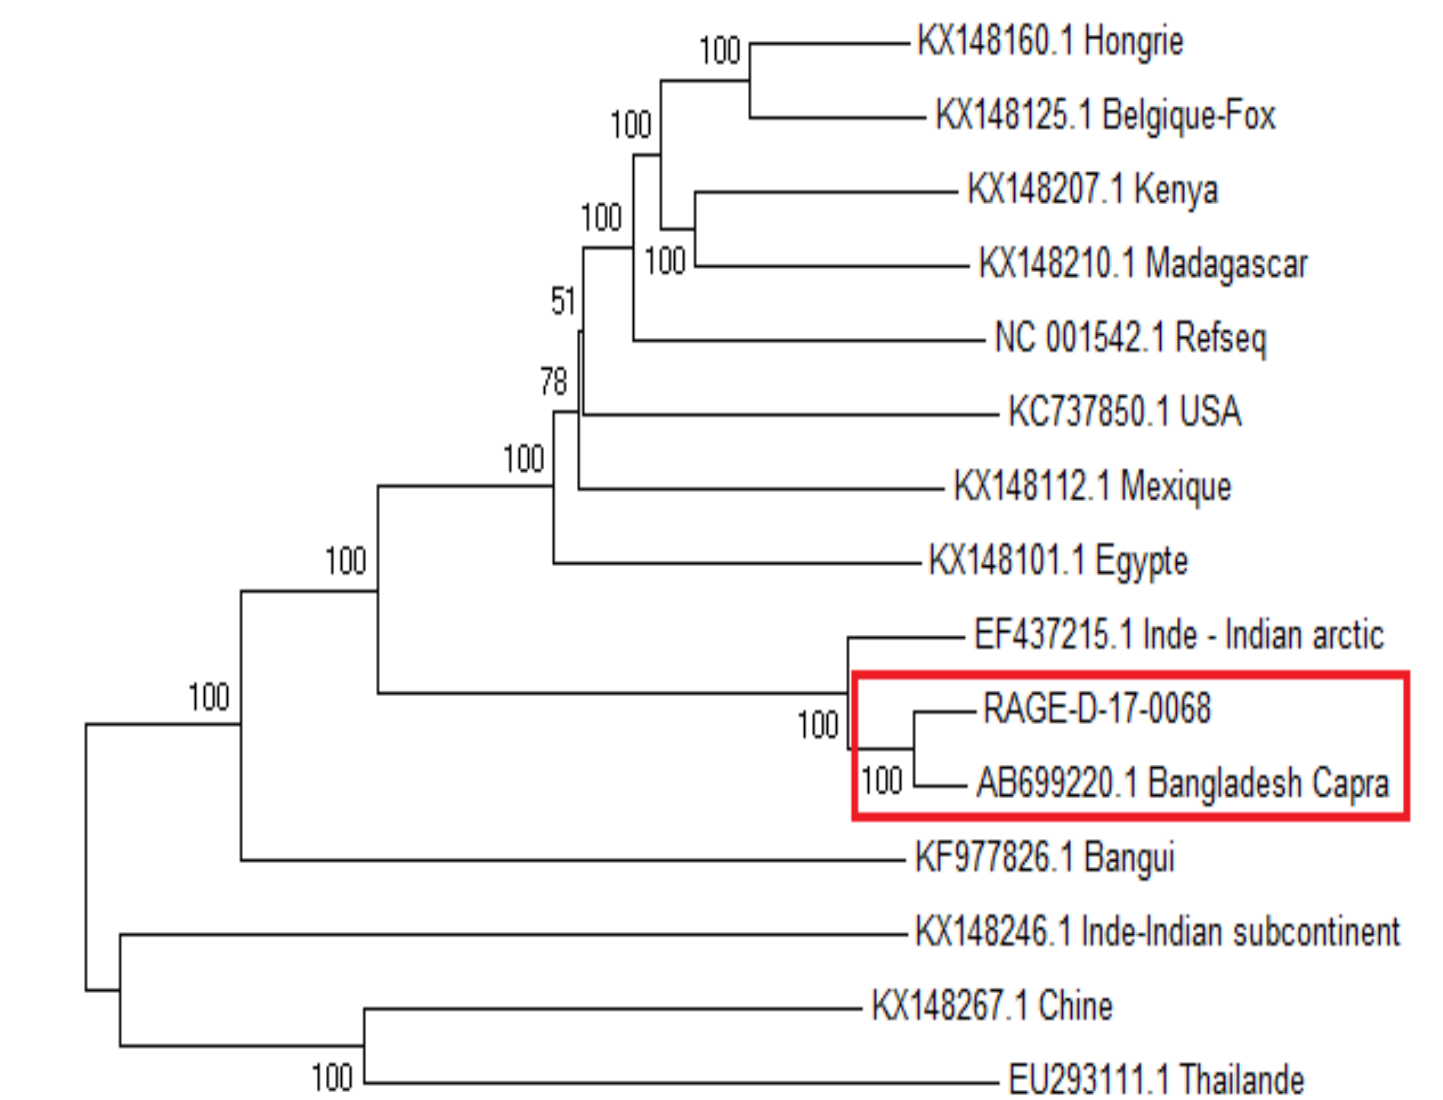 100
KX148160.1 Hongrie
KX148125.1 Belgique-Fox
100
KX148207.1 Kenya
100
100
KX148210.1 Madagascar
51
NC 001542.1 Refseq
78
KC737850.1 USA
100
KX148112.1 Mexique
100
KX148101.1 Egypte
EF437215.1 Inde - Indian arctic
100
RAGE-D-17-0068
100
100
AB699220.1 Bangladesh Capra
KF977826.1 Bangui
KX148246.1 Inde-Indian subcontinent
KX148267.1 Chine
100
EU293111.1 Thailande